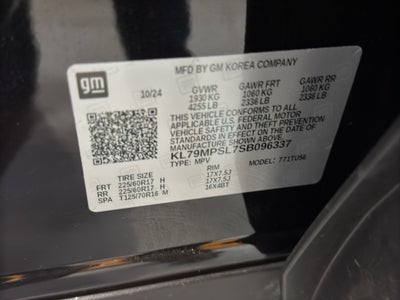 gm
MFD BY GM KOREA COMPANY
10/24 GVWR GAWR FRT GAWR RR
1930 KG 1060 KG 1060 KG
4255 LB 2336 LB 2336 LB
THIS VEHICLE CONFORMS TO ALL
APPLICABLE U.S. FEDERAL MOTOR
VEHICLE SAFETY AND THEFT PREVENTION
STANDARDS IN EFFECT ON THE DATE OF
MANUFACTURE SHOWN ABOVE.
KL79MPSL7SB096337
TYPE: MPV MODEL: 771TU56
TIRE SIZE RIM
FRT 225/60R17 H 17X7.5J
RR 225/60R17 H 17X7.5J
SPA T125/70R16 M 16X4BT